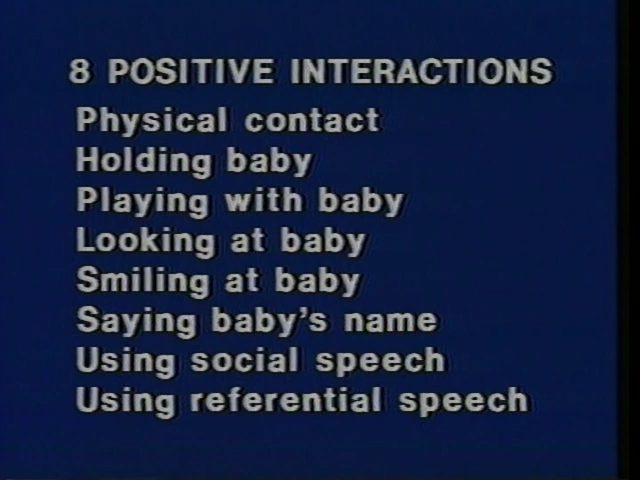 8 POSITIVE INTERACTIONS
Physical contact
Holding baby
Playing with baby
Looking at baby
Smiling at baby
Saying baby's name
Using social speech
Using referential speech